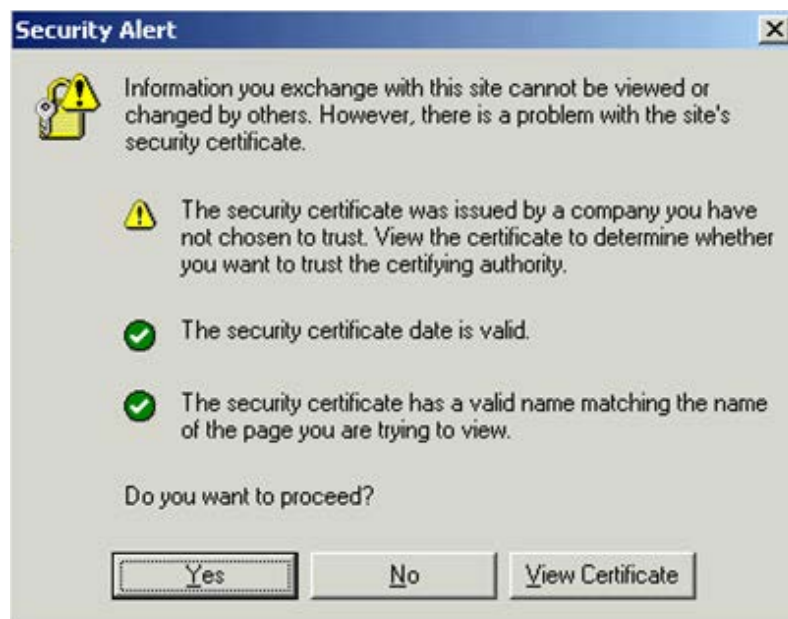 Security Alert
Information you exchange with this site cannot be viewed or
changed by others. However, there is a problem with the site's
security certificate.
The security certificate was issued by a company you have
not chosen to trust. View the certificate to determine whether
you want to trust the certifying authority.
The security certificate date is valid.
The security certificate has a valid name matching the name
of the page you are trying to view.
Do you want to proceed?
Yes No View Certificate